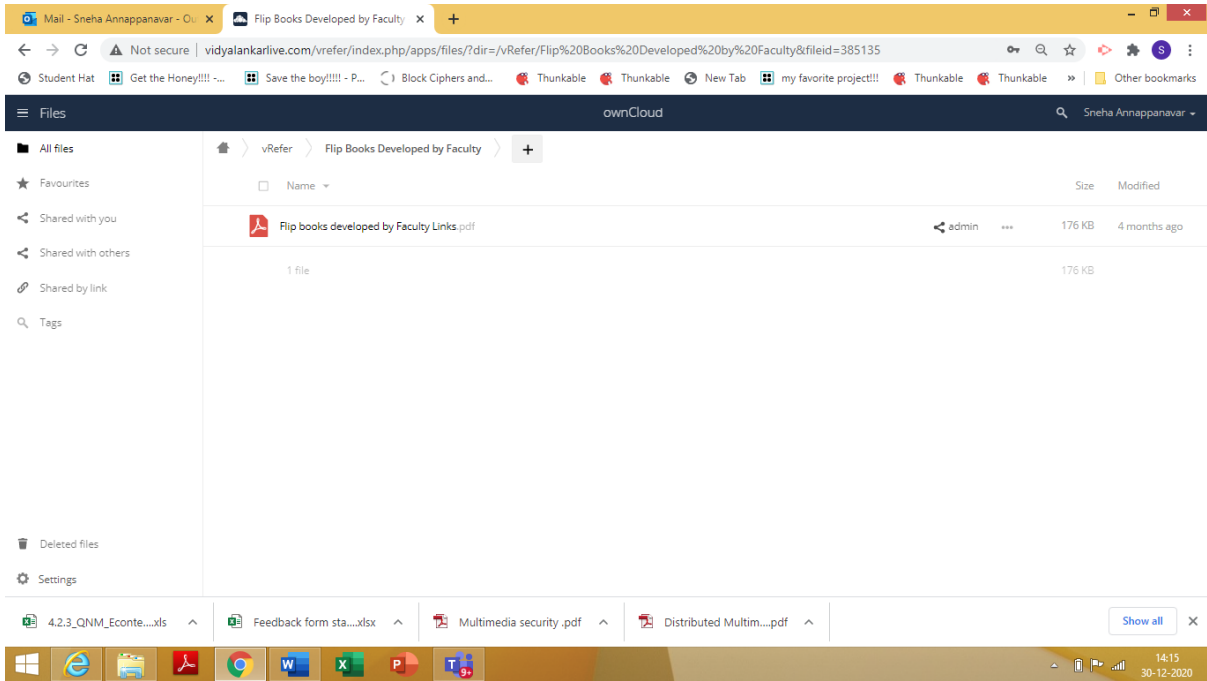 Mail - Sneha Annappanavar - Ou
Flip Books Developed by Faculty
Not secure | vidyalankarlive.com/vrefer/index.php/apps/files/?dir=/vRefer/Flip%20Books%20Developed%20by%20Faculty&fileid=385135
S
Student Hat Get the Honey!!!! -... Save the boy!!!!! - P... Block Ciphers and... Thunkable Thunkable New Tab my favorite project!!! Thunkable Thunkable » Other bookmarks
Files ownCloud Sneha Annappanavar
All files vRefer Flip Books Developed by Faculty +
Favourites Name Size Modified
Shared with you Flip books developed by Faculty Links.pdf admin ... 176 KB 4 months ago
Shared with others
1 file 176 KB
Shared by link
Tags
Deleted files
Settings
4.2.3_QNM_Econte....xls Feedback form sta....xlsx Multimedia security .pdf Distributed Multim....pdf Show all
9+ 14:15
30-12-2020